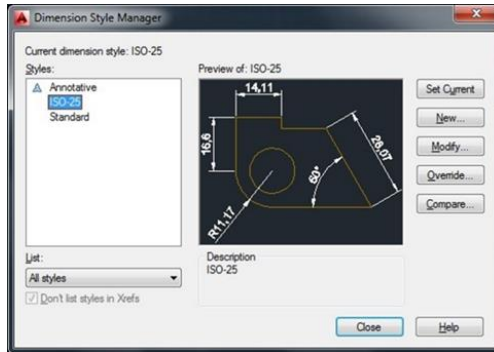 Dimension Style Manager
Current dimension style: ISO-25
Styles:
Annotative
ISO-25
Standard
Preview of: ISO-25
14,11
16,6
28,07
60°
R11,17
Set Current
New...
Modify...
Override...
Compare...
List:
All styles
Don't list styles in Xrefs
Description
ISO-25
Close
Help